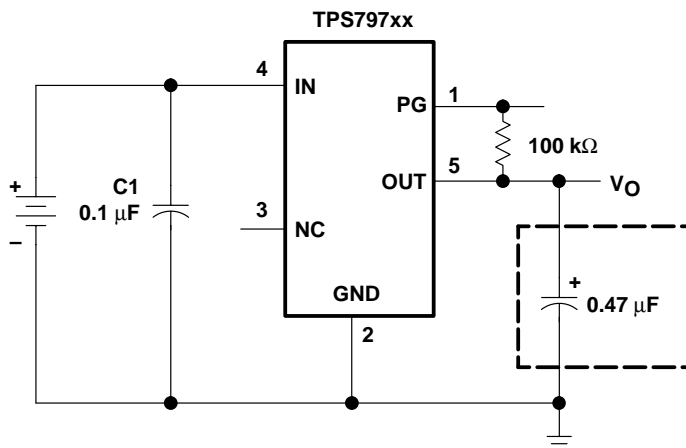 TPS797xx
4
IN
PG
1
100 kΩ
OUT
5
VO
+
−
C1
0.1 µF
3
NC
GND
2
+
0.47 µF